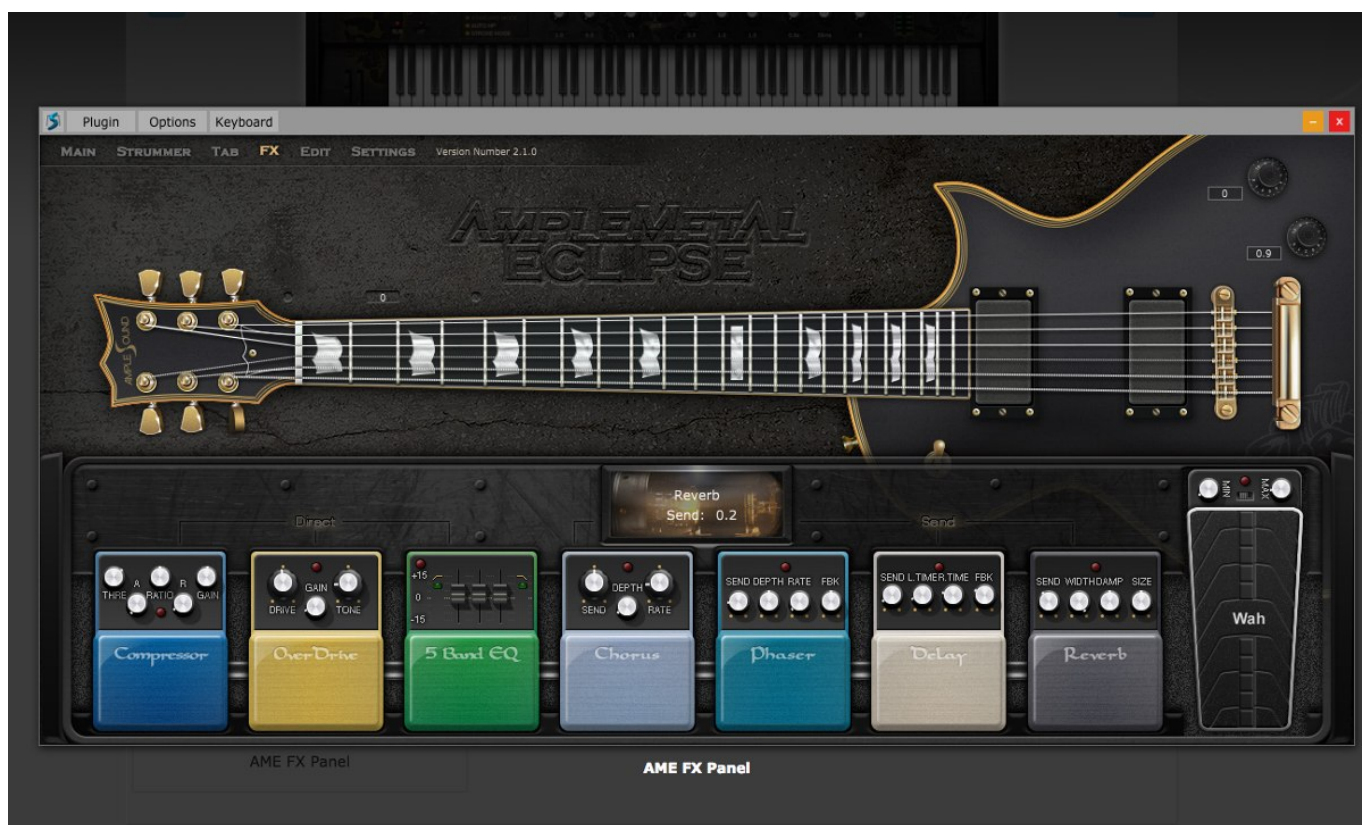 Plugin Options Keyboard
MAIN STRUMMER TAB FX EDIT SETTINGS Version Number 2.1.0
0
AMPLEMETAL
ECLIPSE
0.9
0
AMPLE SOUND
Reverb
Send: 0.2
MIN MAX
Direct
Send
THRE A RATIO R GAIN
DRIVE GAIN TONE
+15
0
-15
SEND DEPTH RATE
SEND DEPTH RATE FBK
SEND L.TIME R.TIME FBK
SEND WIDTH DAMP SIZE
Wah
Compressor
OverDrive
5 Band EQ
Chorus
Phaser
Delay
Reverb
AME FX Panel
AME FX Panel